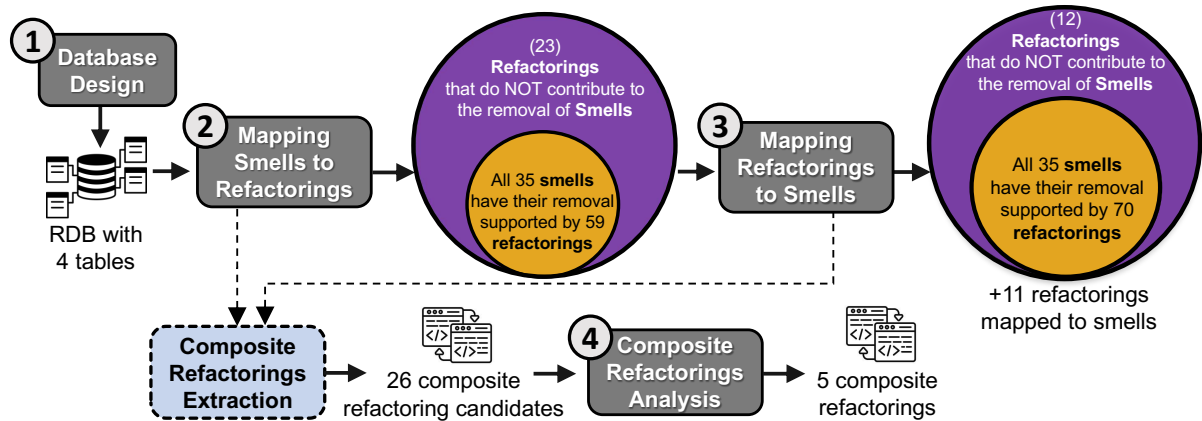 1
Database
Design
RDB with
4 tables
2
Mapping
Smells to
Refactorings
(23)
Refactorings
that do NOT contribute to
the removal of Smells
All 35 smells
have their removal
supported by 59
refactorings
3
Mapping
Refactorings
to Smells
(12)
Refactorings
that do NOT contribute to
the removal of Smells
All 35 smells
have their removal
supported by 70
refactorings
+11 refactorings
mapped to smells
Composite
Refactorings
Extraction
</>
</>
26 composite
refactoring candidates
4
Composite
Refactorings
Analysis
</>
</>
5 composite
refactorings